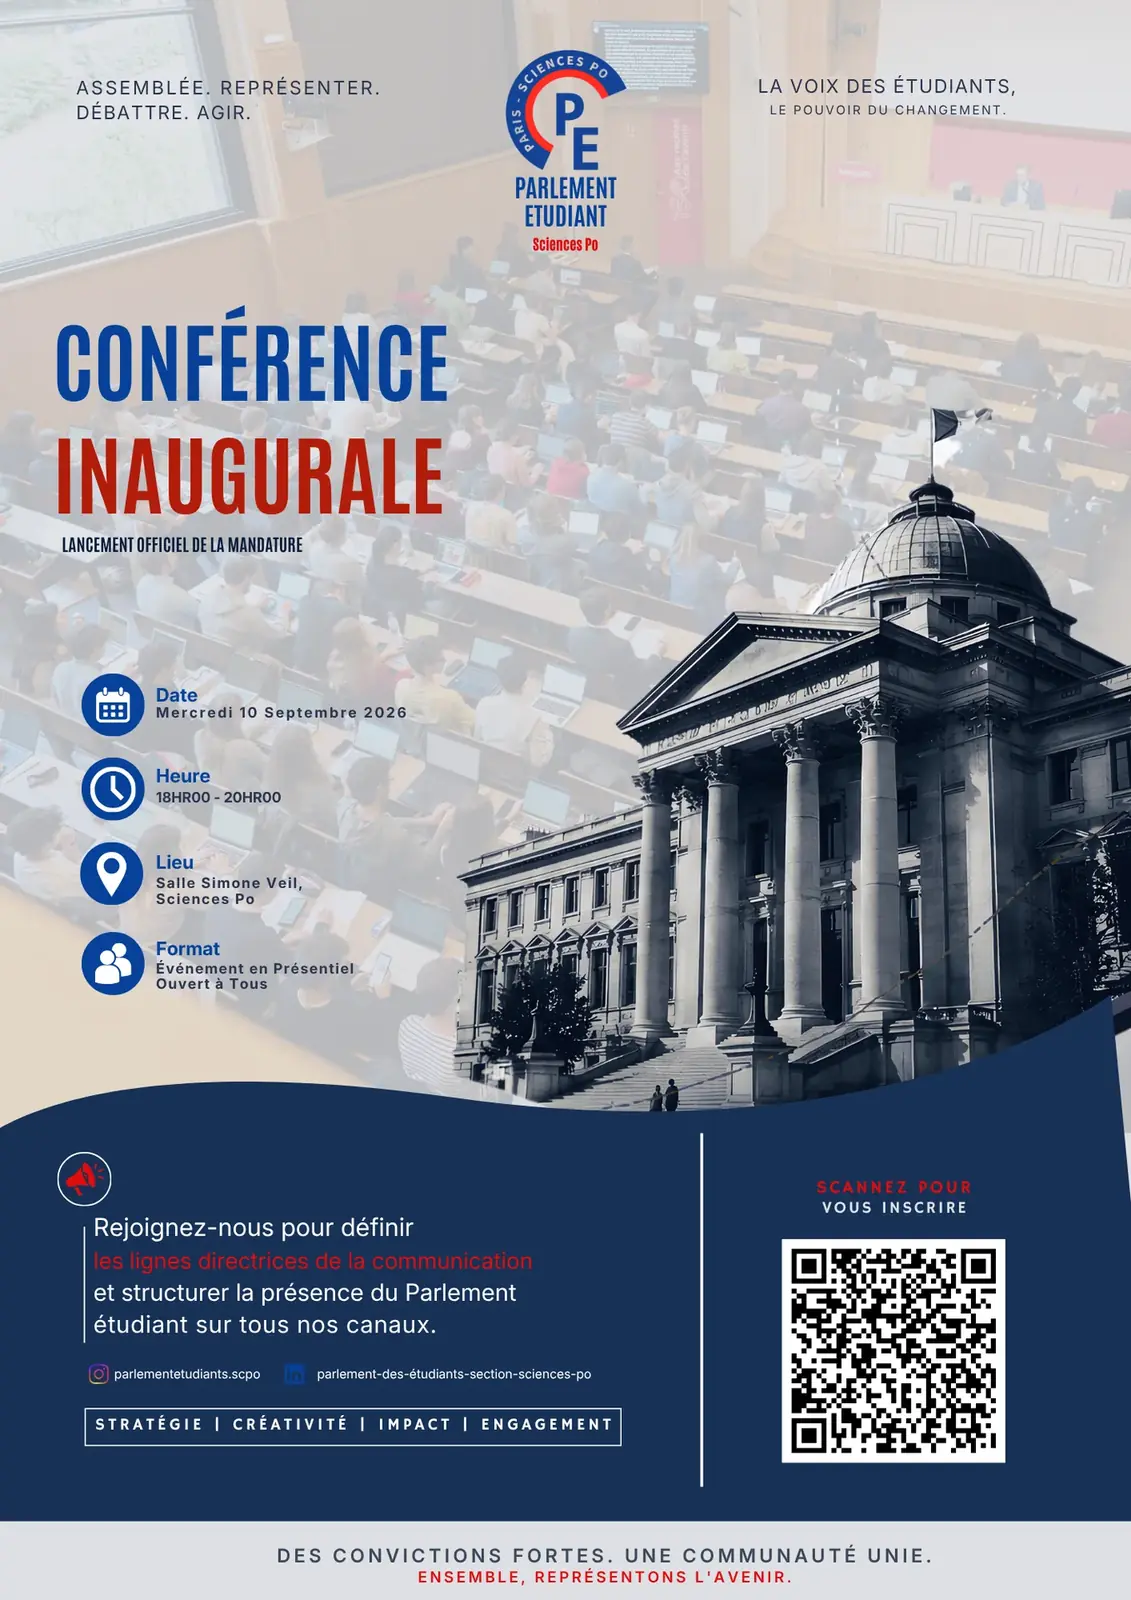 ASSEMBLÉE. REPRÉSENTER.
DÉBATTRE. AGIR.
PARIS - SCIENCES PO
PE
PARLEMENT
ETUDIANT
Sciences Po
LA VOIX DES ÉTUDIANTS,
LE POUVOIR DU CHANGEMENT.
CONFÉRENCE
INAUGURALE
LANCEMENT OFFICIEL DE LA MANDATURE
Date
Mercredi 10 Septembre 2026
Heure
18HR00 - 20HR00
Lieu
Salle Simone Veil,
Sciences Po
Format
Événement en Présentiel
Ouvert à Tous
Rejoignez-nous pour définir
les lignes directrices de la communication
et structurer la présence du Parlement
étudiant sur tous nos canaux.
parlementetudiants.scpo
parlement-des-étudiants-section-sciences-po
STRATÉGIE | CRÉATIVITÉ | IMPACT | ENGAGEMENT
SCANNEZ POUR
VOUS INSCRIRE
DES CONVICTIONS FORTES. UNE COMMUNAUTÉ UNIE.
ENSEMBLE, REPRÉSENTONS L'AVENIR.